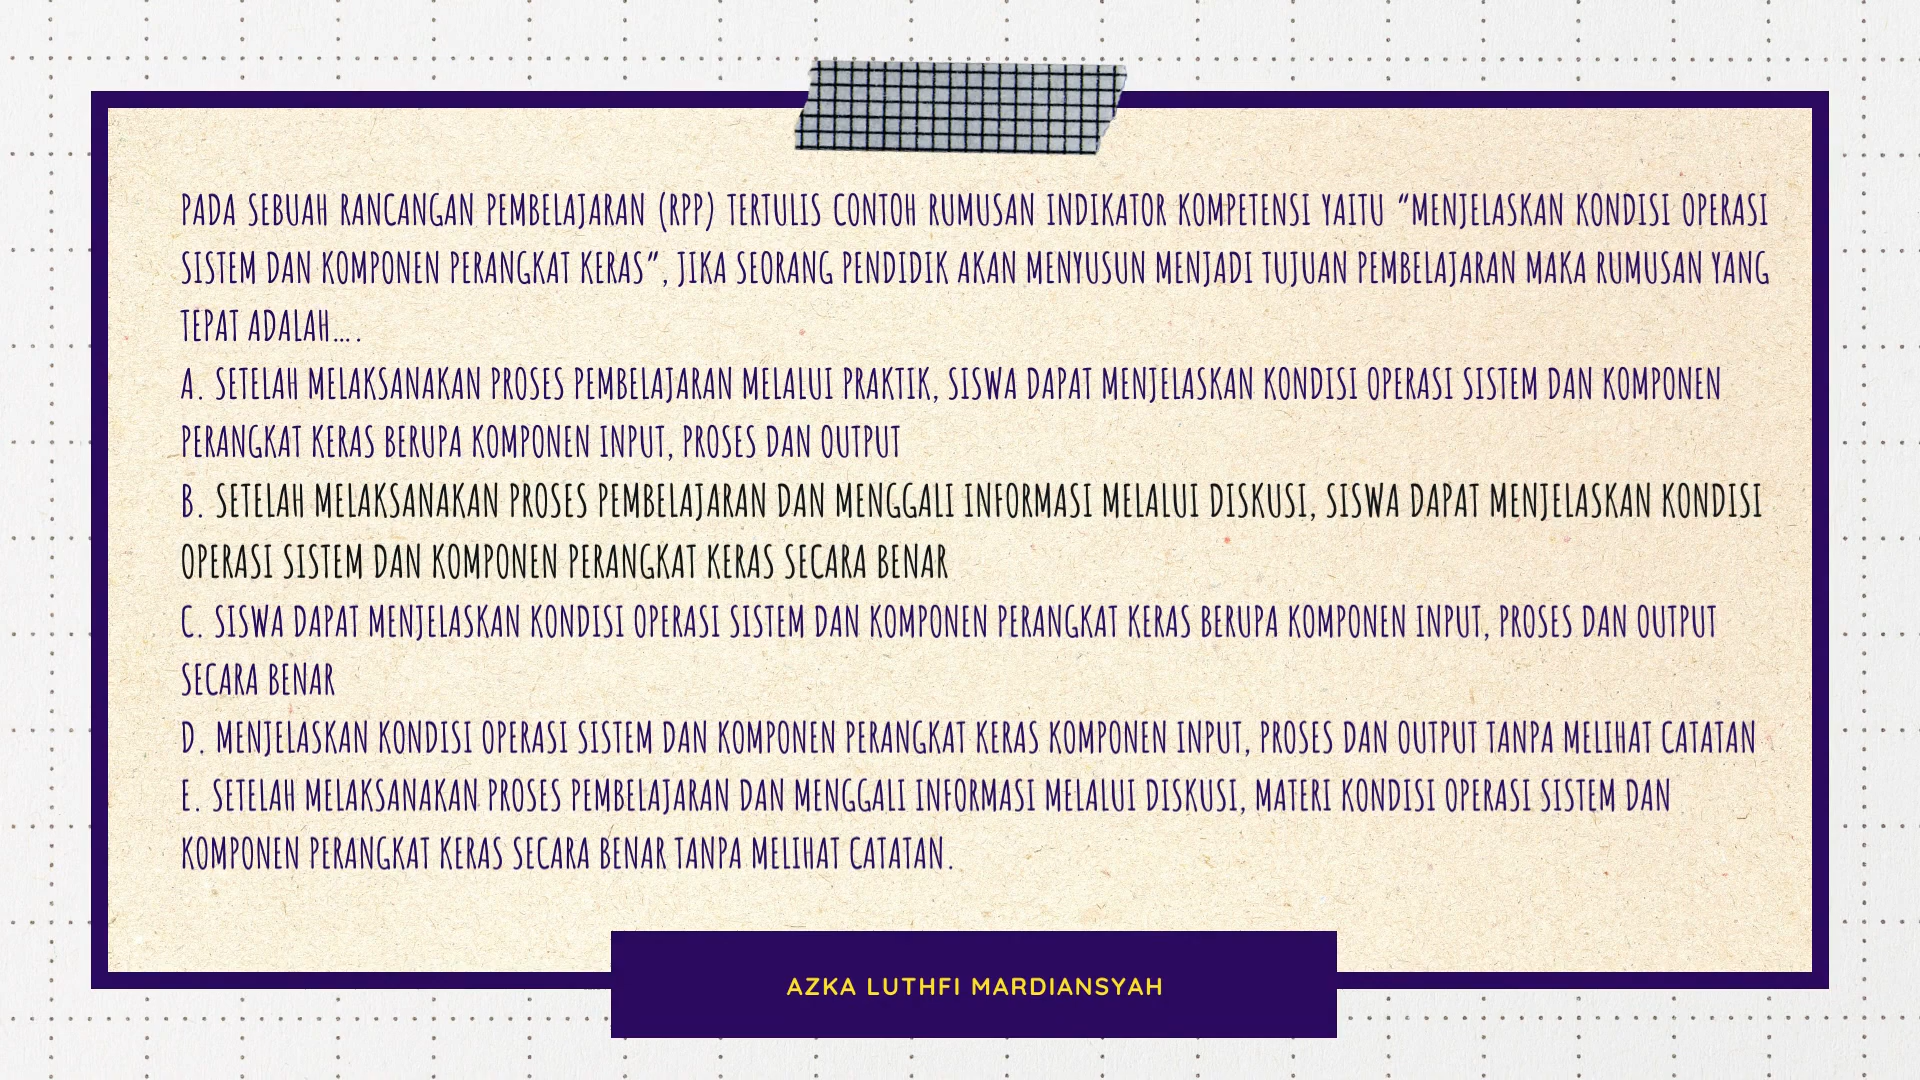 PADA SEBUAH RANCANGAN PEMBELAJARAN (RPP) TERTULIS CONTOH RUMUSAN INDIKATOR KOMPETENSI YAITU “MENJELASKAN KONDISI OPERASI
SISTEM DAN KOMPONEN PERANGKAT KERAS”, JIKA SEORANG PENDIDIK AKAN MENYUSUN MENJADI TUJUAN PEMBELAJARAN MAKA RUMUSAN YANG
TEPAT ADALAH….
A. SETELAH MELAKSANAKAN PROSES PEMBELAJARAN MELALUI PRAKTIK, SISWA DAPAT MENJELASKAN KONDISI OPERASI SISTEM DAN KOMPONEN
PERANGKAT KERAS BERUPA KOMPONEN INPUT, PROSES DAN OUTPUT
B. SETELAH MELAKSANAKAN PROSES PEMBELAJARAN DAN MENGGALI INFORMASI MELALUI DISKUSI, SISWA DAPAT MENJELASKAN KONDISI
OPERASI SISTEM DAN KOMPONEN PERANGKAT KERAS SECARA BENAR
C. SISWA DAPAT MENJELASKAN KONDISI OPERASI SISTEM DAN KOMPONEN PERANGKAT KERAS BERUPA KOMPONEN INPUT, PROSES DAN OUTPUT
SECARA BENAR
D. MENJELASKAN KONDISI OPERASI SISTEM DAN KOMPONEN PERANGKAT KERAS KOMPONEN INPUT, PROSES DAN OUTPUT TANPA MELIHAT CATATAN
E. SETELAH MELAKSANAKAN PROSES PEMBELAJARAN DAN MENGGALI INFORMASI MELALUI DISKUSI, MATERI KONDISI OPERASI SISTEM DAN
KOMPONEN PERANGKAT KERAS SECARA BENAR TANPA MELIHAT CATATAN.
AZKA LUTHFI MARDIANSYAH